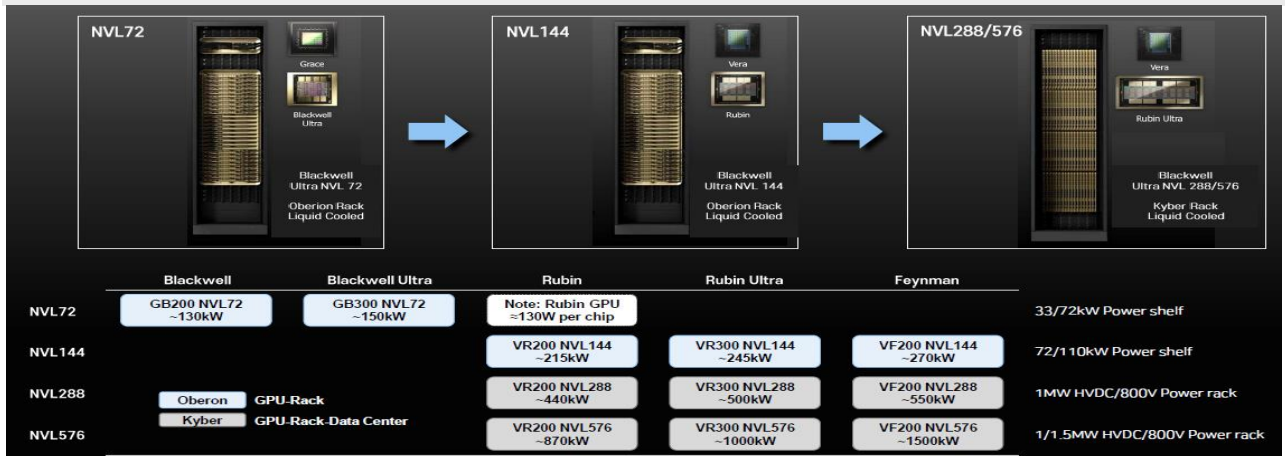 NVL72
Grace
Blackwell
Ultra
Blackwell
Ultra NVL 72
Oberion Rack
Liquid Cooled
NVL144
Vera
Rubin
Blackwell
Ultra NVL 144
Oberion Rack
Liquid Cooled
NVL288/576
Vera
Rubin Ultra
Blackwell
Ultra NVL 288/576
Kyber Rack
Liquid Cooled
Blackwell Blackwell Ultra Rubin Rubin Ultra Feynman
NVL72
GB200 NVL72
~130kW
GB300 NVL72
~150kW
Note: Rubin GPU
≈130W per chip
33/72kW Power shelf
NVL144
VR200 NVL144
~215kW
VR300 NVL144
~245kW
VF200 NVL144
~270kW
72/110kW Power shelf
NVL288
Oberon GPU-Rack
VR200 NVL288
~440kW
VR300 NVL288
~500kW
VF200 NVL288
~550kW
1MW HVDC/800V Power rack
Kyber GPU-Rack-Data Center
NVL576
VR200 NVL576
~870kW
VR300 NVL576
~1000kW
VF200 NVL576
~1500kW
1/1.5MW HVDC/800V Power rack